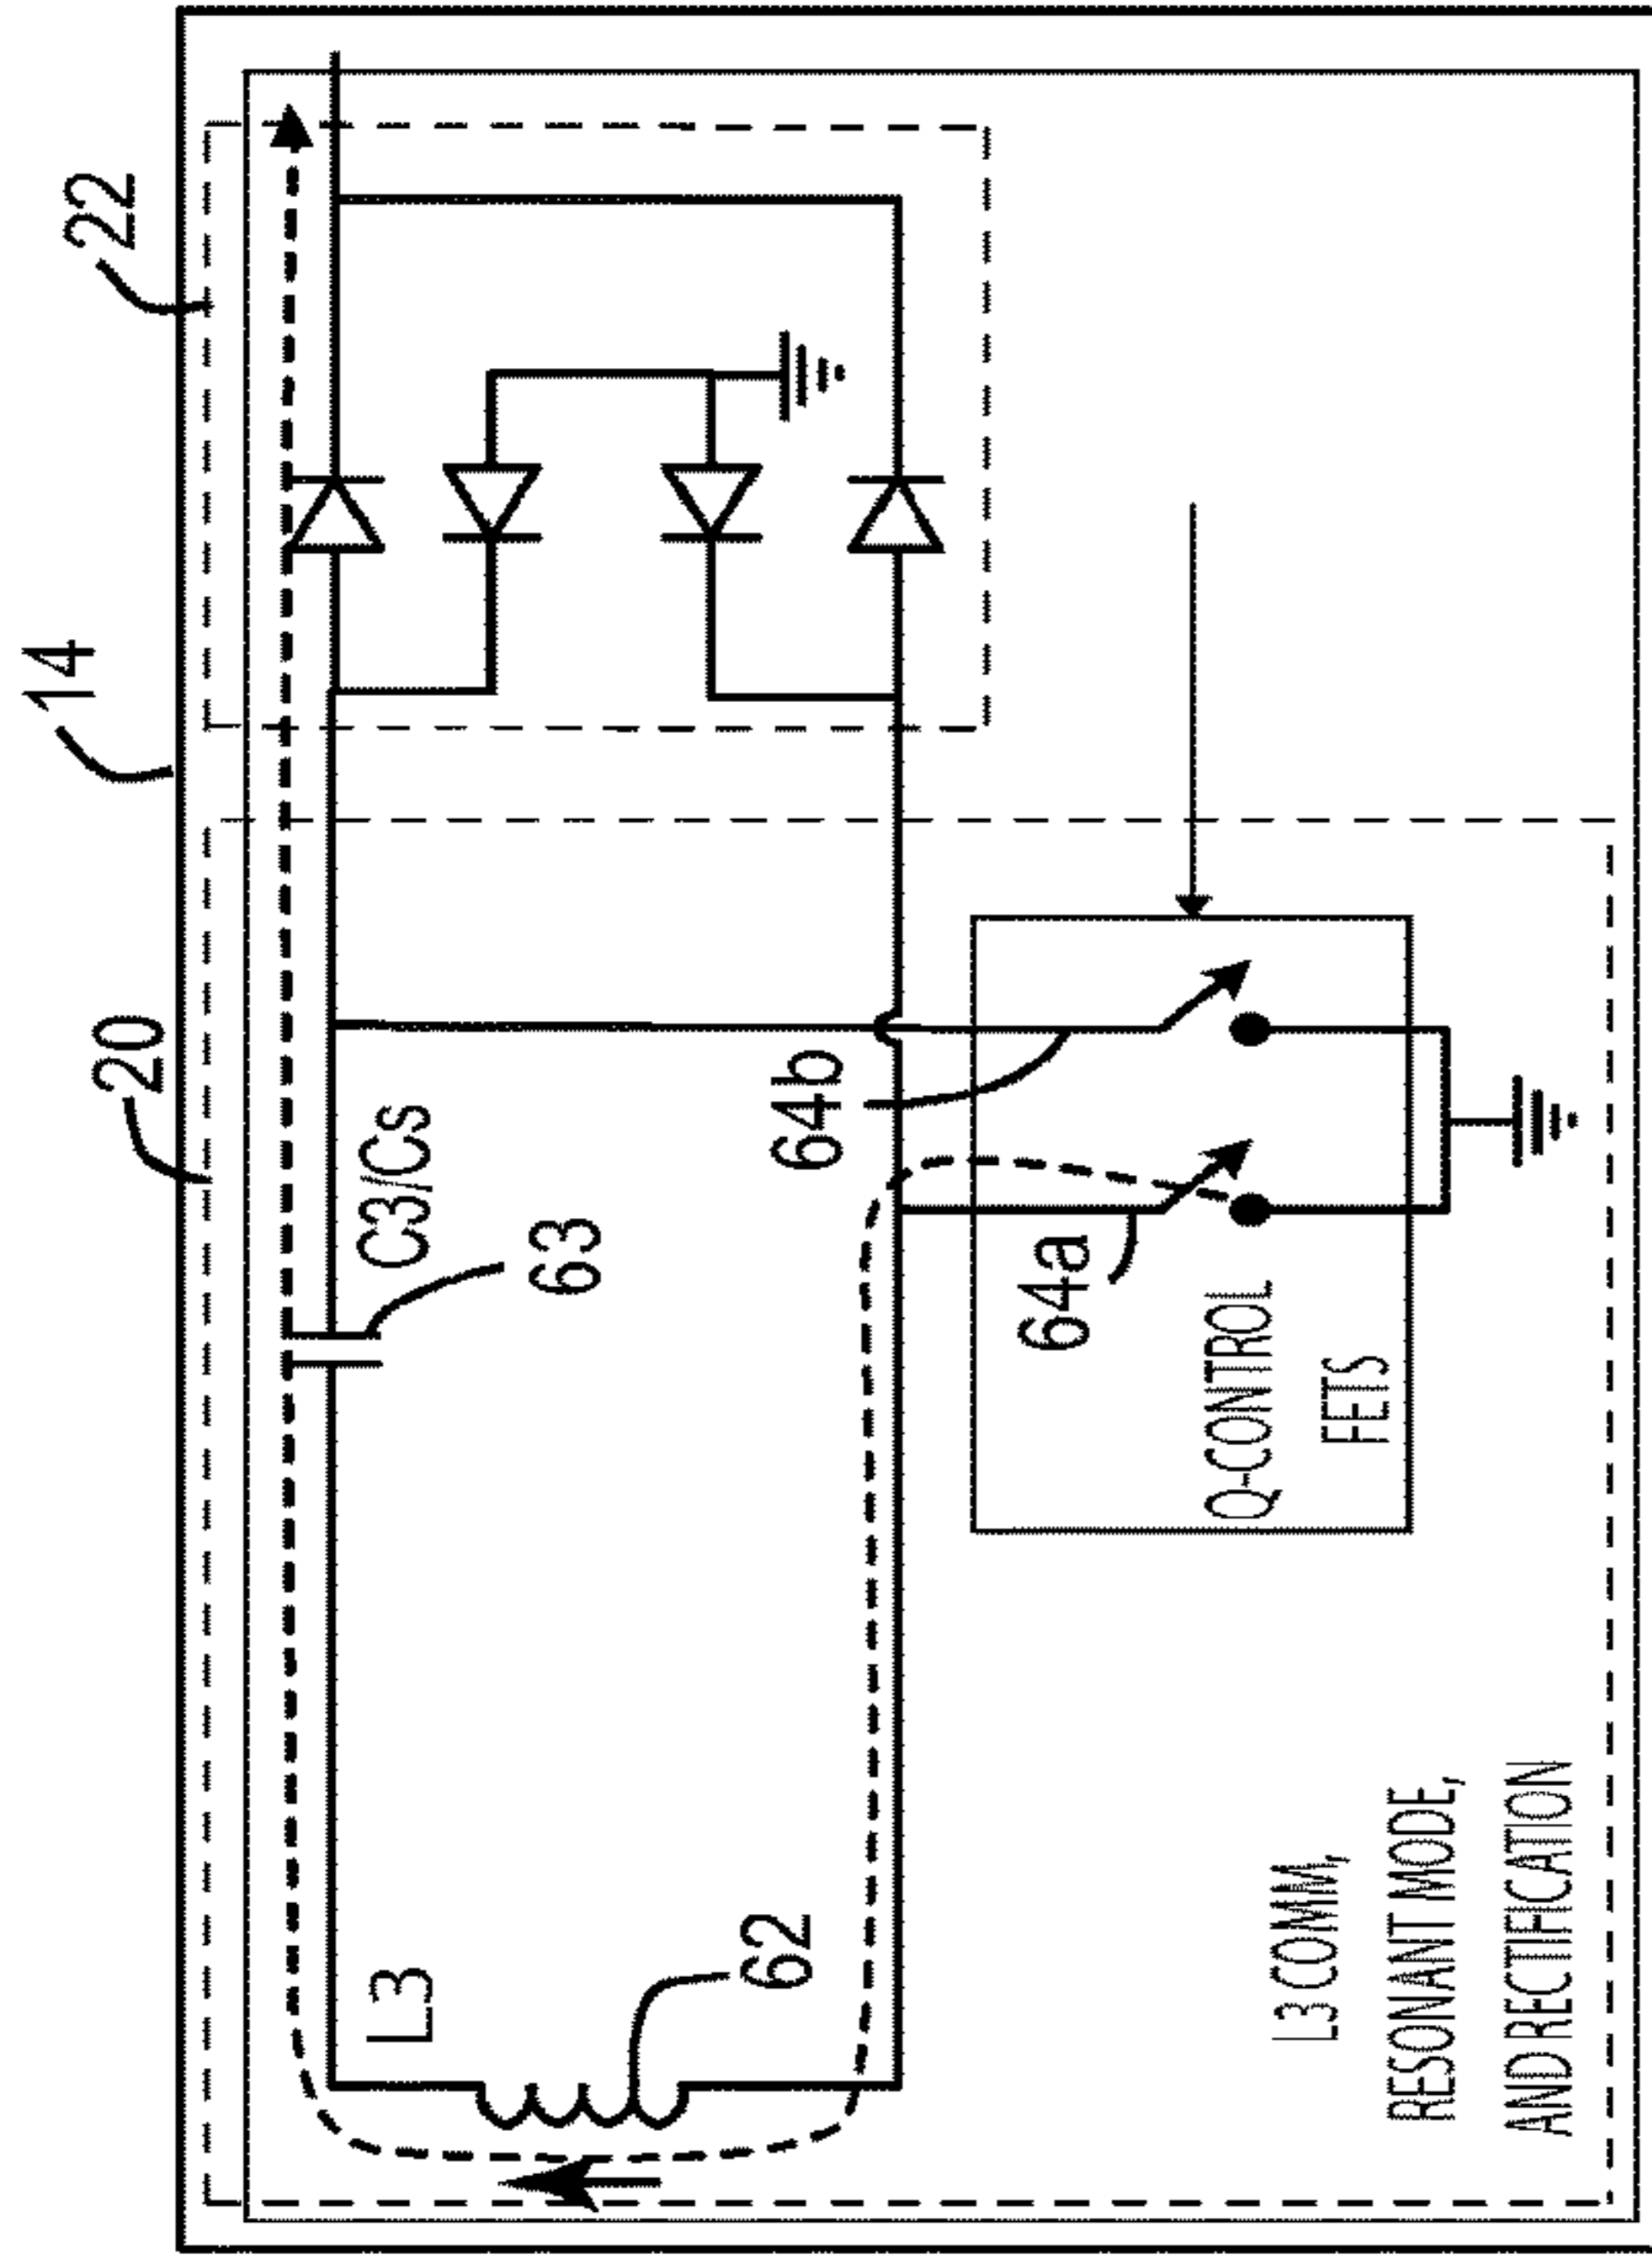 14
20
22
L3
C3/Cs
63
62
64b
64a
Q-CONTROL
FETS
L3 COMM,
RESONANT MODE,
AND RECTIFICATION